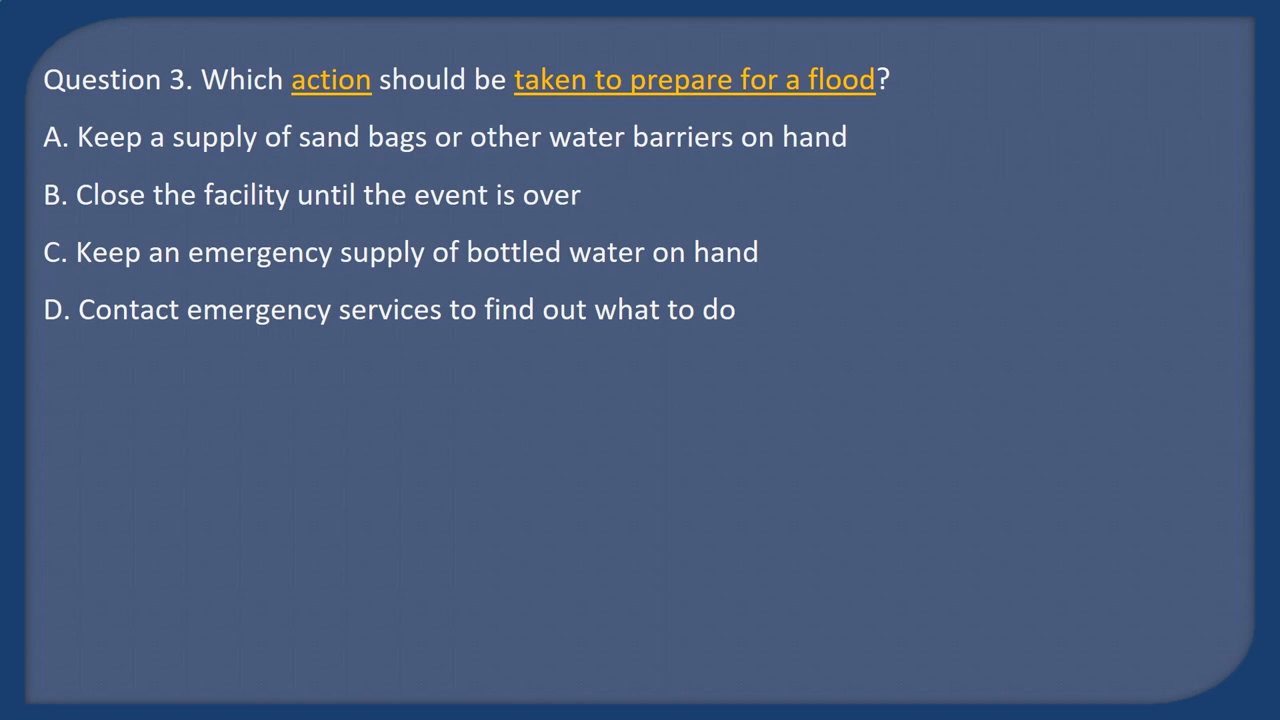 Question 3. Which action should be taken to prepare for a flood?
A. Keep a supply of sand bags or other water barriers on hand
B. Close the facility until the event is over
C. Keep an emergency supply of bottled water on hand
D. Contact emergency services to find out what to do